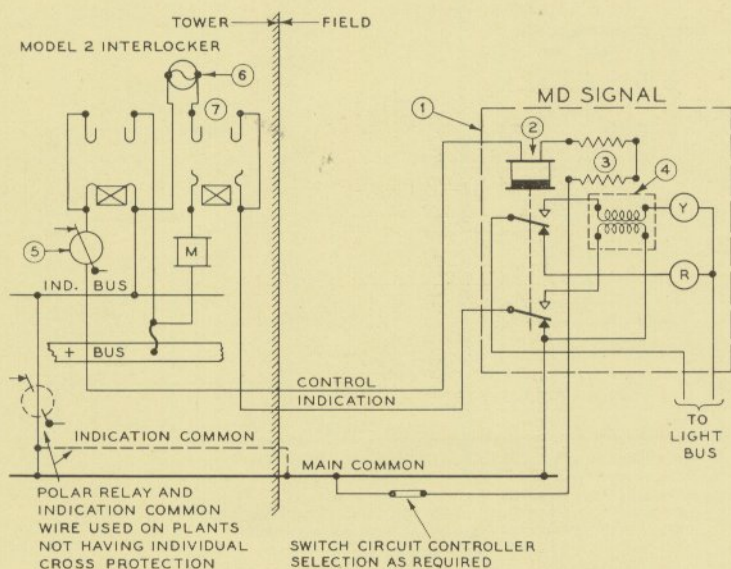 TOWER FIELD
MODEL 2 INTERLOCKER
6
7
MD SIGNAL
1
2
3
4
Y
5
M
R
IND. BUS
+ BUS
CONTROL
INDICATION
TO
LIGHT
BUS
INDICATION COMMON
MAIN COMMON
POLAR RELAY AND
INDICATION COMMON
WIRE USED ON PLANTS
NOT HAVING INDIVIDUAL
CROSS PROTECTION
SWITCH CIRCUIT CONTROLLER
SELECTION AS REQUIRED